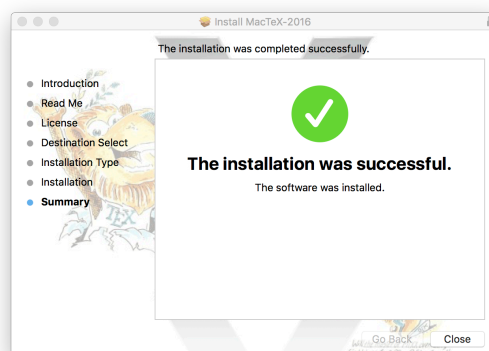 Install MacTeX-2016
The installation was completed successfully.
Introduction
Read Me
License
Destination Select
Installation Type
Installation
Summary
The installation was successful.
The software was installed.
TEX
Go Back
Close